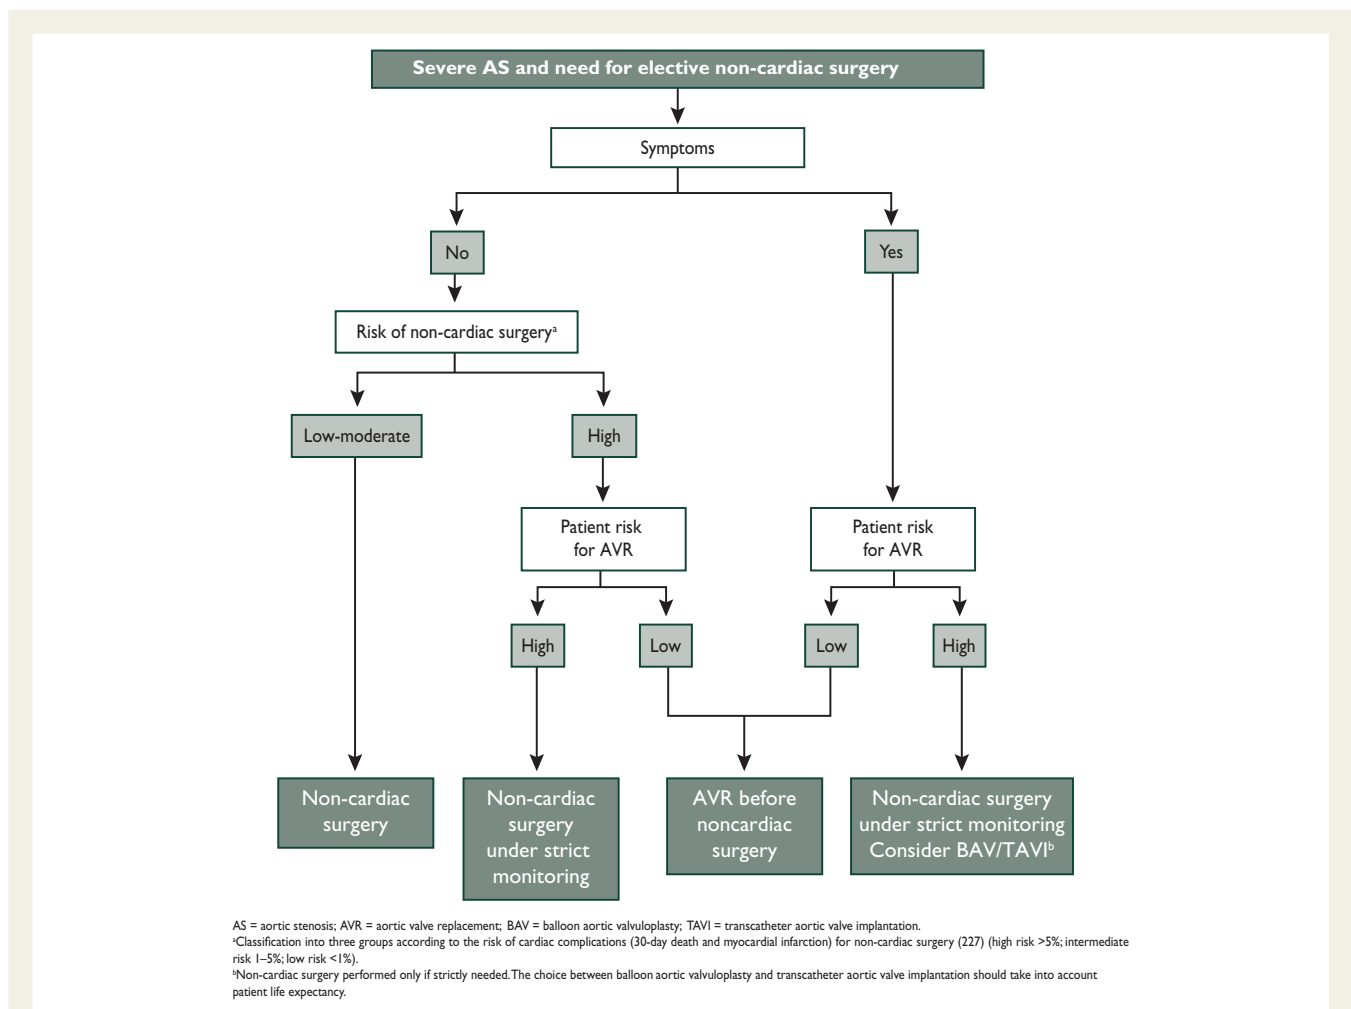 Severe AS and need for elective non-cardiac surgery
Symptoms
No
Yes
Risk of non-cardiac surgeryᵃ
Low-moderate
High
Patient risk
for AVR
Patient risk
for AVR
High
Low
Low
High
Non-cardiac
surgery
Non-cardiac
surgery
under strict
monitoring
AVR before
noncardiac
surgery
Non-cardiac surgery
under strict monitoring
Consider BAV/TAVIᵇ
AS = aortic stenosis; AVR = aortic valve replacement; BAV = balloon aortic valvuloplasty; TAVI = transcatheter aortic valve implantation.
ᵃClassification into three groups according to the risk of cardiac complications (30-day death and myocardial infarction) for non-cardiac surgery (227) (high risk >5%; intermediate
risk 1–5%; low risk <1%).
ᵇNon-cardiac surgery performed only if strictly needed. The choice between balloon aortic valvuloplasty and transcatheter aortic valve implantation should take into account
patient life expectancy.